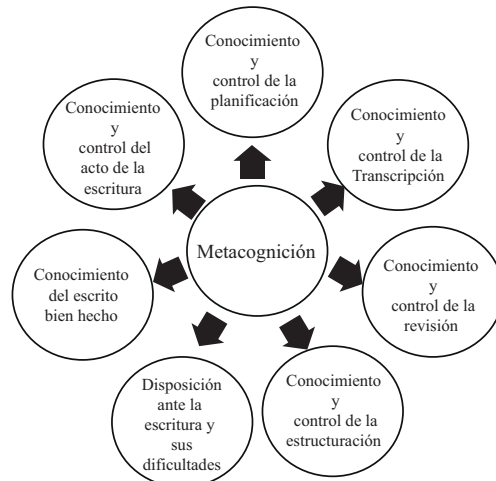 Conocimiento
y
control de la
planificación
Conocimiento
y
control de la
Transcripción
Conocimiento
y
control de la
revisión
Conocimiento
y
control de la
estructuración
Disposición
ante la
escritura y
sus
dificultades
Conocimiento
del escrito
bien hecho
Conocimiento
y
control del
acto de la
escritura
Metacognición